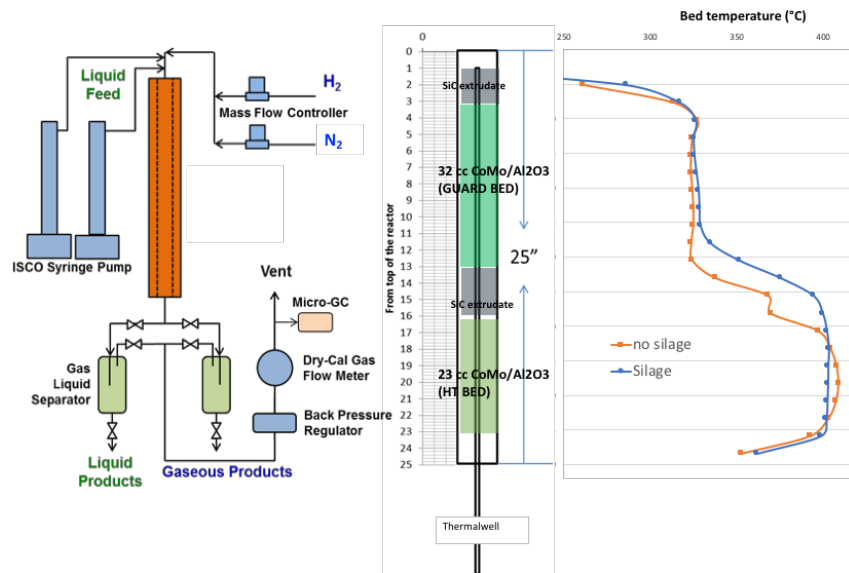 Liquid
Feed
H2
Mass Flow Controller
N2
ISCO Syringe Pump
Vent
Micro-GC
Dry-Cal Gas
Flow Meter
Back Pressure
Regulator
Gas
Liquid
Separator
Liquid
Products
Gaseous Products
0
From top of the reactor
0
1
2
3
4
5
6
7
8
9
10
11
12
13
14
15
16
17
18
19
20
21
22
23
24
25
SiC extrudate
32 cc CoMo/Al2O3
(GUARD BED)
25”
SiC extrudate
23 cc CoMo/Al2O3
(HT BED)
Thermalwell
Bed temperature (°C)
250 300 350 400
no silage
Silage